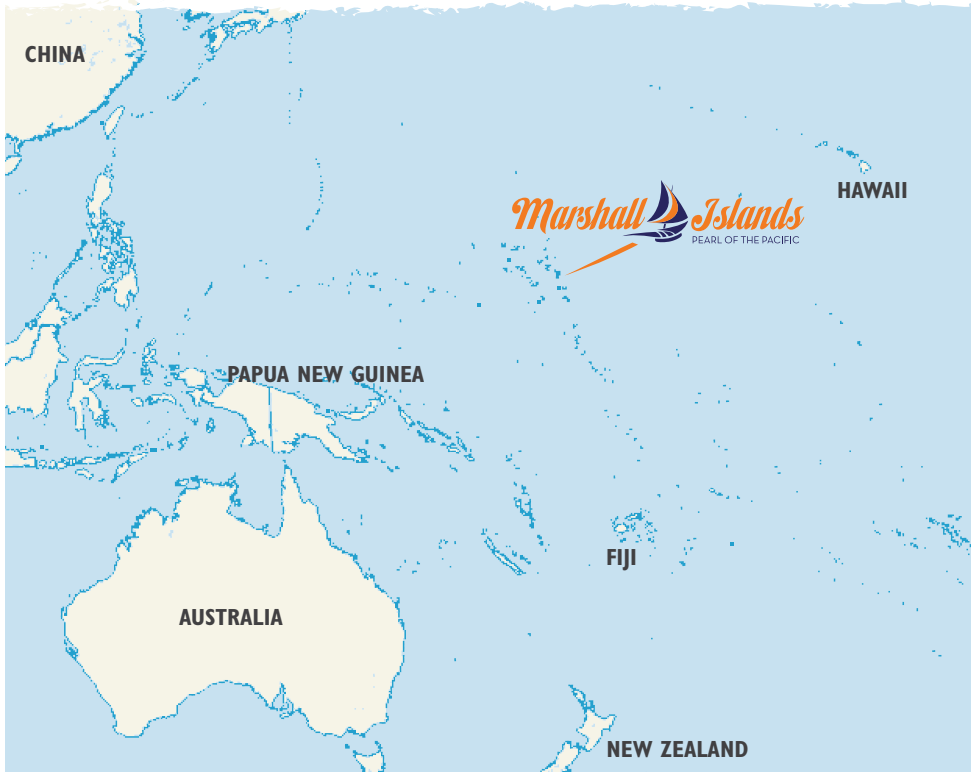 CHINA
HAWAII
Marshall Islands
PEARL OF THE PACIFIC
PAPUA NEW GUINEA
FIJI
AUSTRALIA
NEW ZEALAND